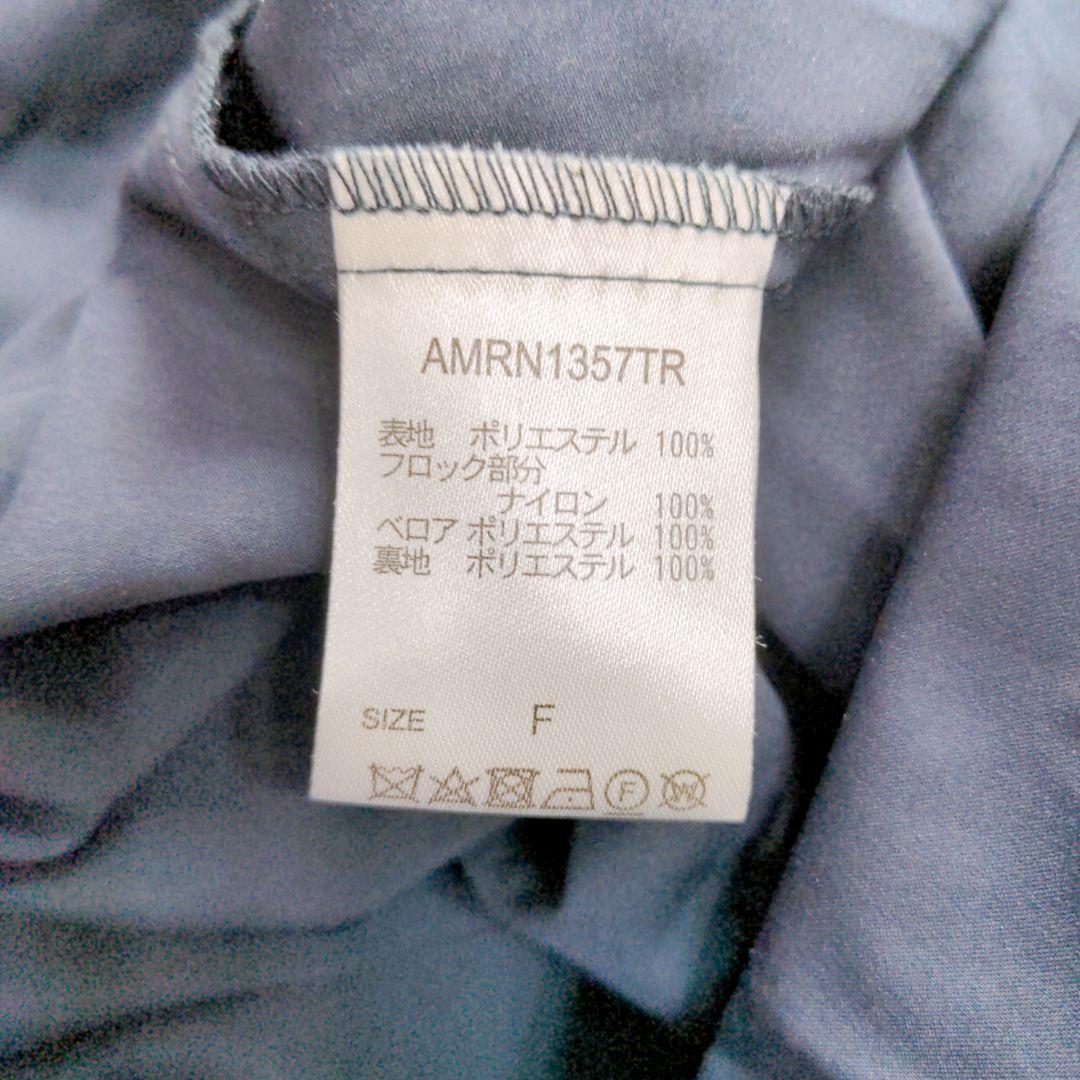 AMRN1357TR
表地 ポリエステル 100%
フロック部分
ナイロン 100%
ベロア ポリエステル 100%
裏地 ポリエステル 100%
SIZE F
F W